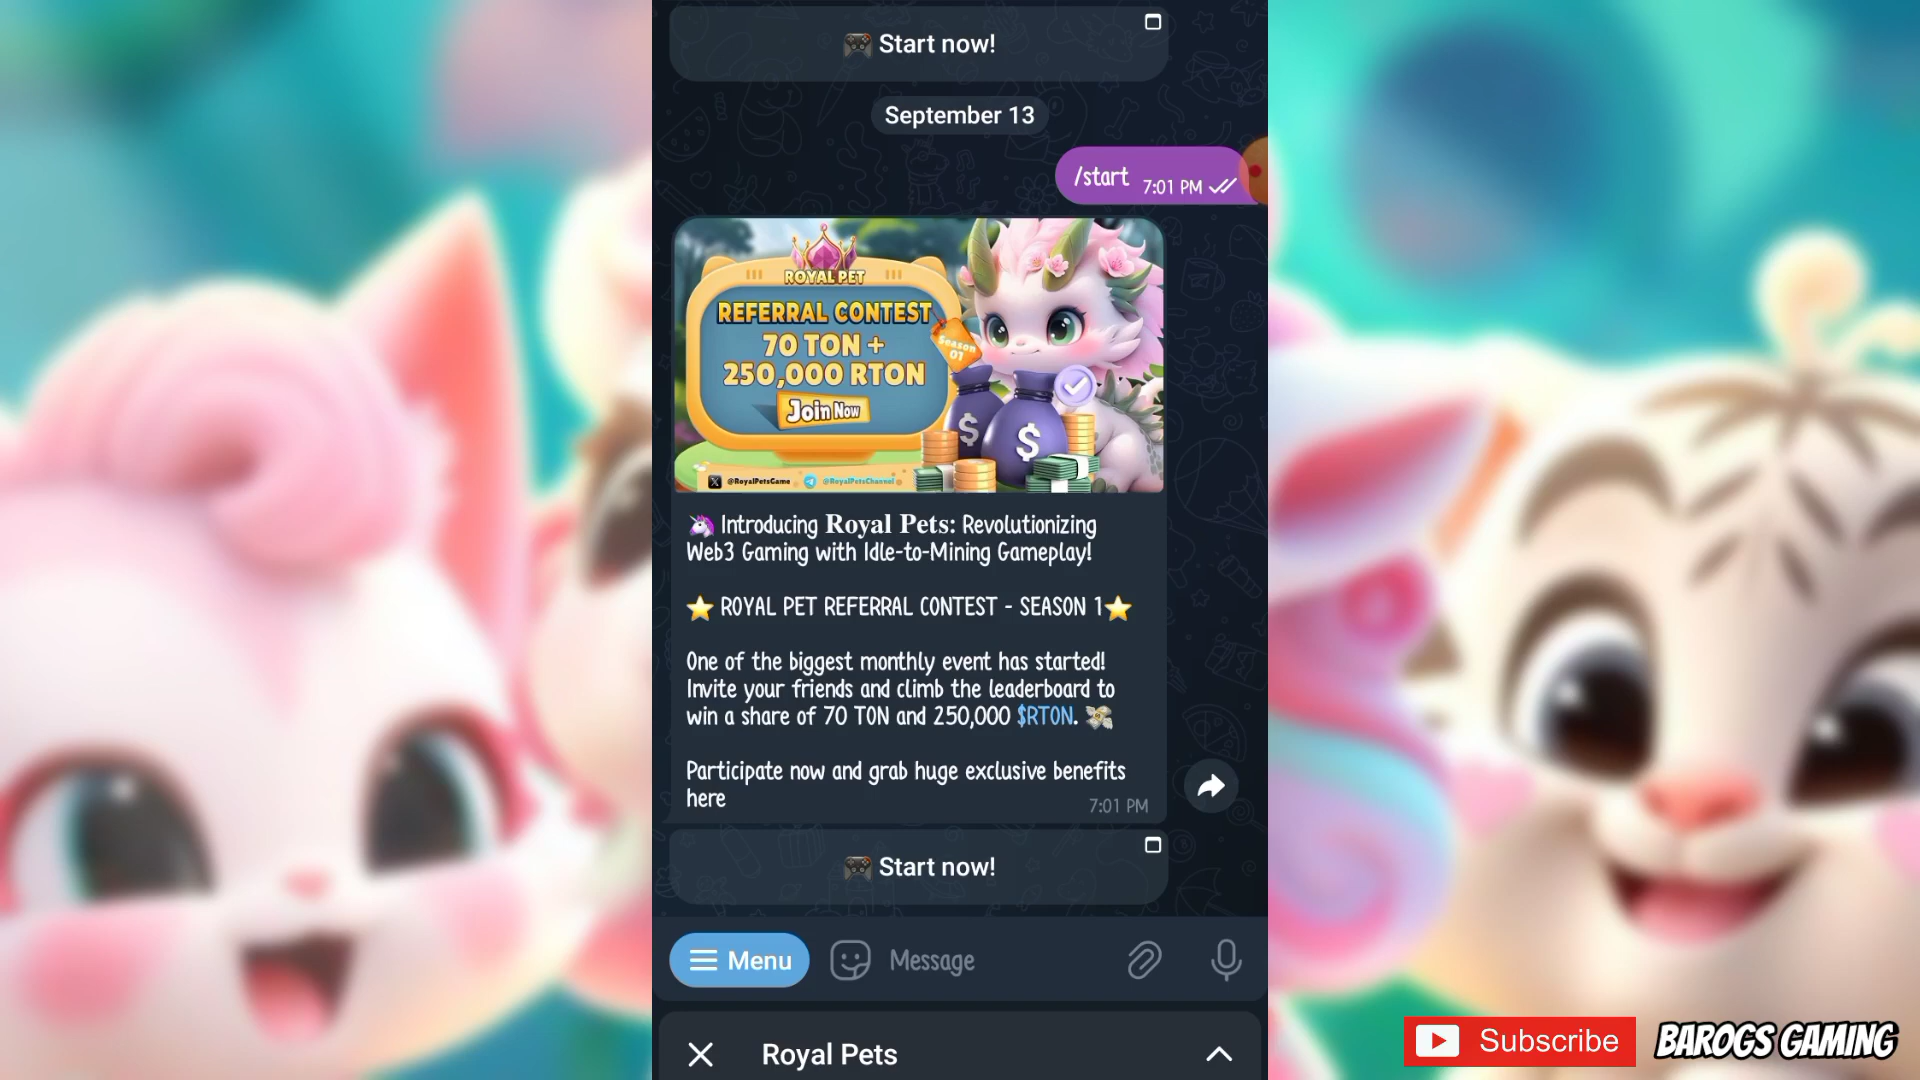 🎮 Start now!
September 13
/start 7:01 PM
ROYAL PET
REFERRAL CONTEST
70 TON +
250,000 RTON
Season
01
Join Now
$ $
@RoyalPetsGame @RoyalPetsChannel
🦄 Introducing Royal Pets: Revolutionizing
Web3 Gaming with Idle-to-Mining Gameplay!
⭐ ROYAL PET REFERRAL CONTEST - SEASON 1⭐
One of the biggest monthly event has started!
Invite your friends and climb the leaderboard to
win a share of 70 TON and 250,000 $RTON. 💸
Participate now and grab huge exclusive benefits
here
7:01 PM
🎮 Start now!
Menu Message
Royal Pets
Subscribe BAROGS GAMING